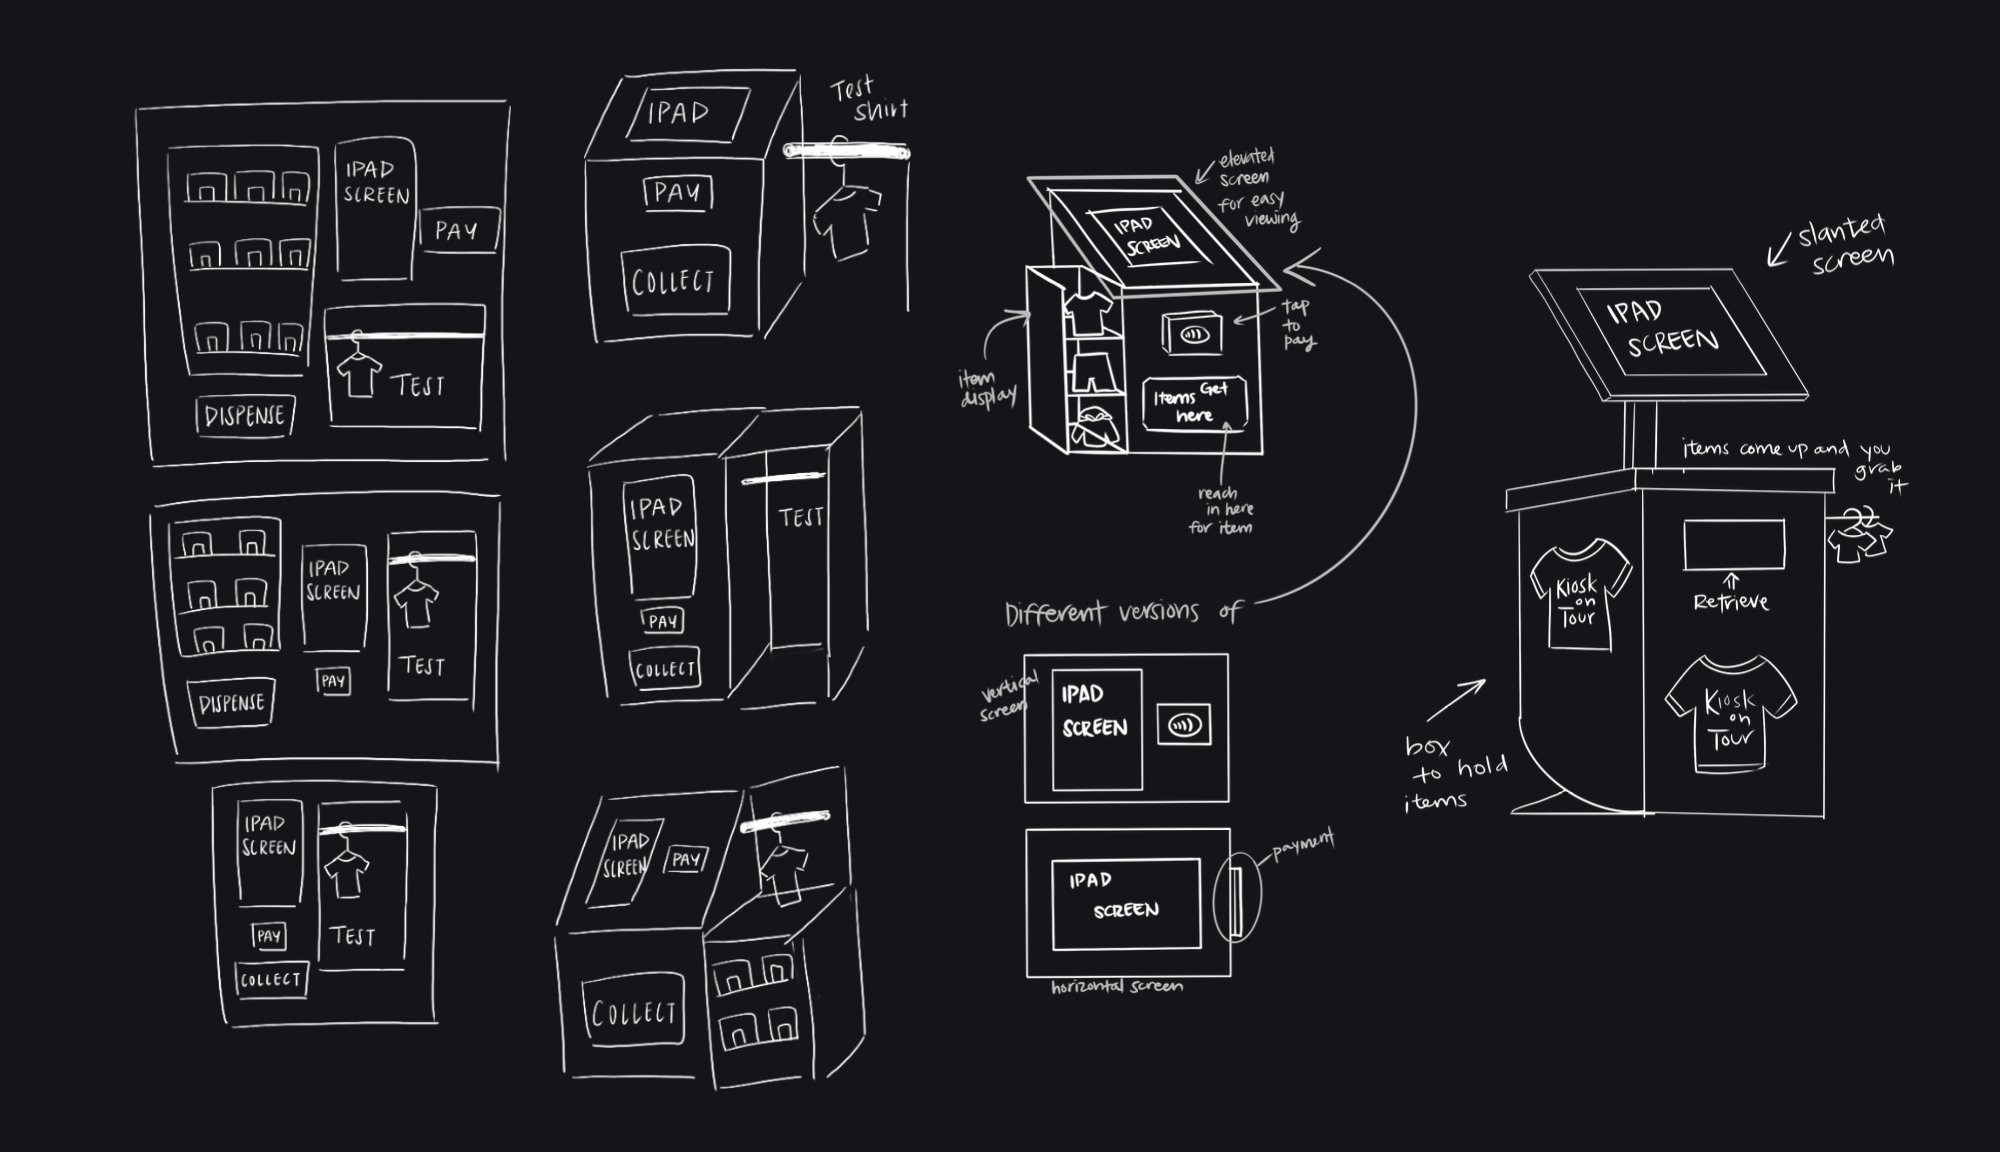 IPAD
SCREEN
PAY
TEST
DISPENSE
IPAD
SCREEN
PAY
TEST
DISPENSE
IPAD
SCREEN
PAY
COLLECT
TEST
IPAD
PAY
COLLECT
Test
shirt
IPAD
SCREEN
PAY
COLLECT
TEST
IPAD
SCREEN
PAY
COLLECT
elevated
screen
for easy
viewing
IPAD
SCREEN
tap
to
pay
item
display
Items Get
here
reach
in here
for item
Different versions of
vertical
screen
IPAD
SCREEN
payment
IPAD
SCREEN
horizontal screen
slanted
screen
IPAD
SCREEN
items come up and you
grab
it
Kiosk
on
Tour
Retrieve
Kiosk
on
Tour
box
to hold
items